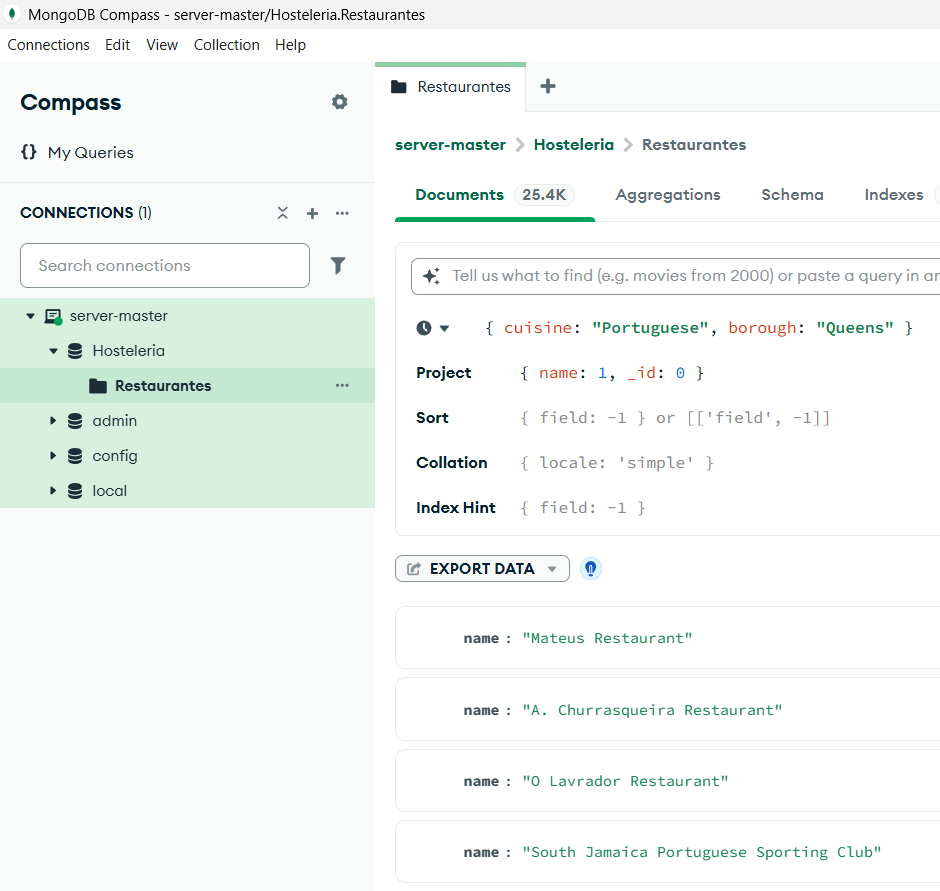 MongoDB Compass - server-master/Hosteleria.Restaurantes
Connections Edit View Collection Help
Compass
{} My Queries
CONNECTIONS (1)
Search connections
server-master
Hosteleria
Restaurantes
admin
config
local
Restaurantes
server-master > Hosteleria > Restaurantes
Documents 25.4K Aggregations Schema Indexes
Tell us what to find (e.g. movies from 2000) or paste a query in
{ cuisine: "Portuguese", borough: "Queens" }
Project { name: 1, _id: 0 }
Sort { field: -1 } or [['field', -1]]
Collation { locale: 'simple' }
Index Hint { field: -1 }
EXPORT DATA
name : "Mateus Restaurant"
name : "A. Churrasqueira Restaurant"
name : "O Lavrador Restaurant"
name : "South Jamaica Portuguese Sporting Club"